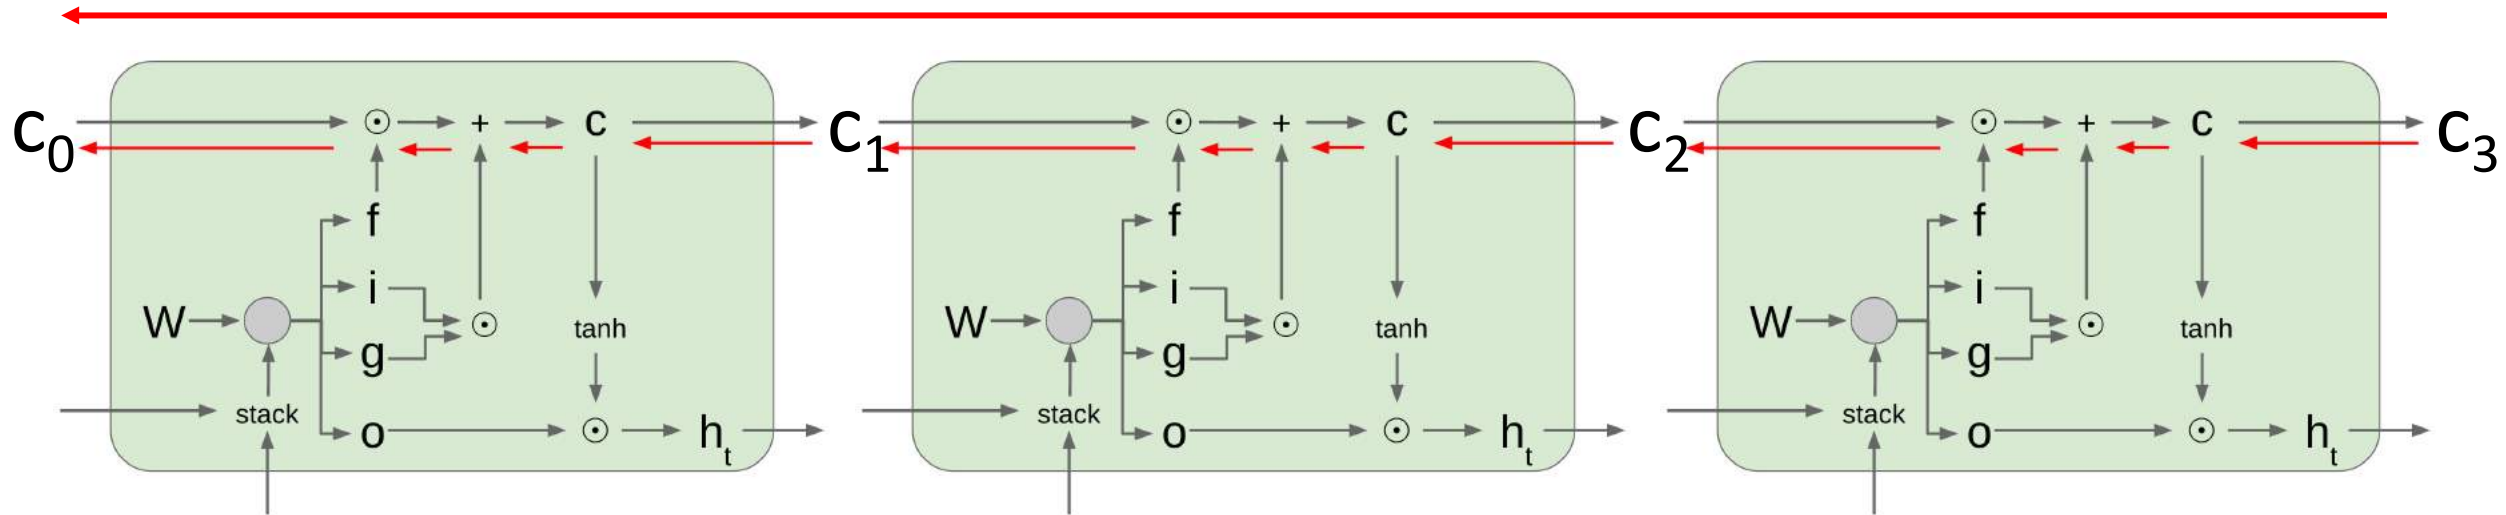 C0 ⊙ + c C1 ⊙ + c C2 ⊙ + c C3
f f f
i i i
W ⊙ tanh W ⊙ tanh W ⊙ tanh
g g g
stack o ⊙ ht stack o ⊙ ht stack o ⊙ ht